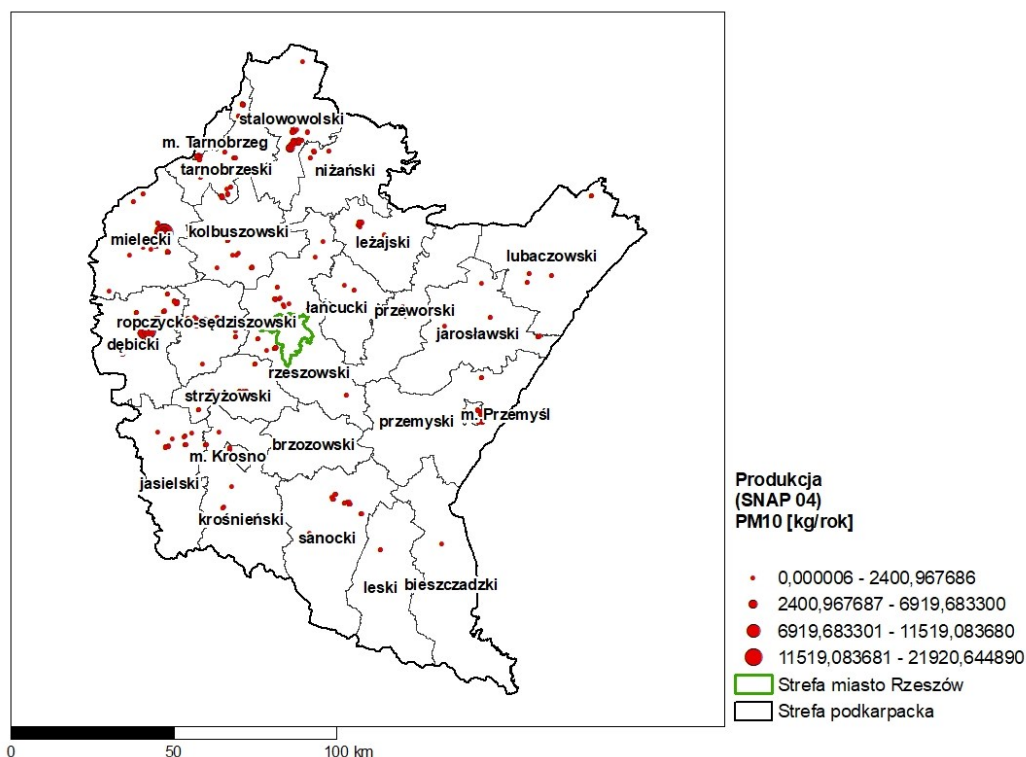 stalowowolski
m. Tarnobrzeg
tarnobrzeski
niżański
kolbuszowski
mielecki
leżajski
lubaczowski
łańcucki
przeworski
ropczycko-sędziszowski
jarosławski
dębicki
rzeszowski
strzyżowski
przemyski
m. Przemyśl
brzozowski
m. Krosno
jasielski
krośnieński
sanocki
leski
bieszczadzki
Produkcja
(SNAP 04)
PM10 [kg/rok]
0,000006 - 2400,967686
2400,967687 - 6919,683300
6919,683301 - 11519,083680
11519,083681 - 21920,644890
Strefa miasto Rzeszów
Strefa podkarpacka
0 50 100 km